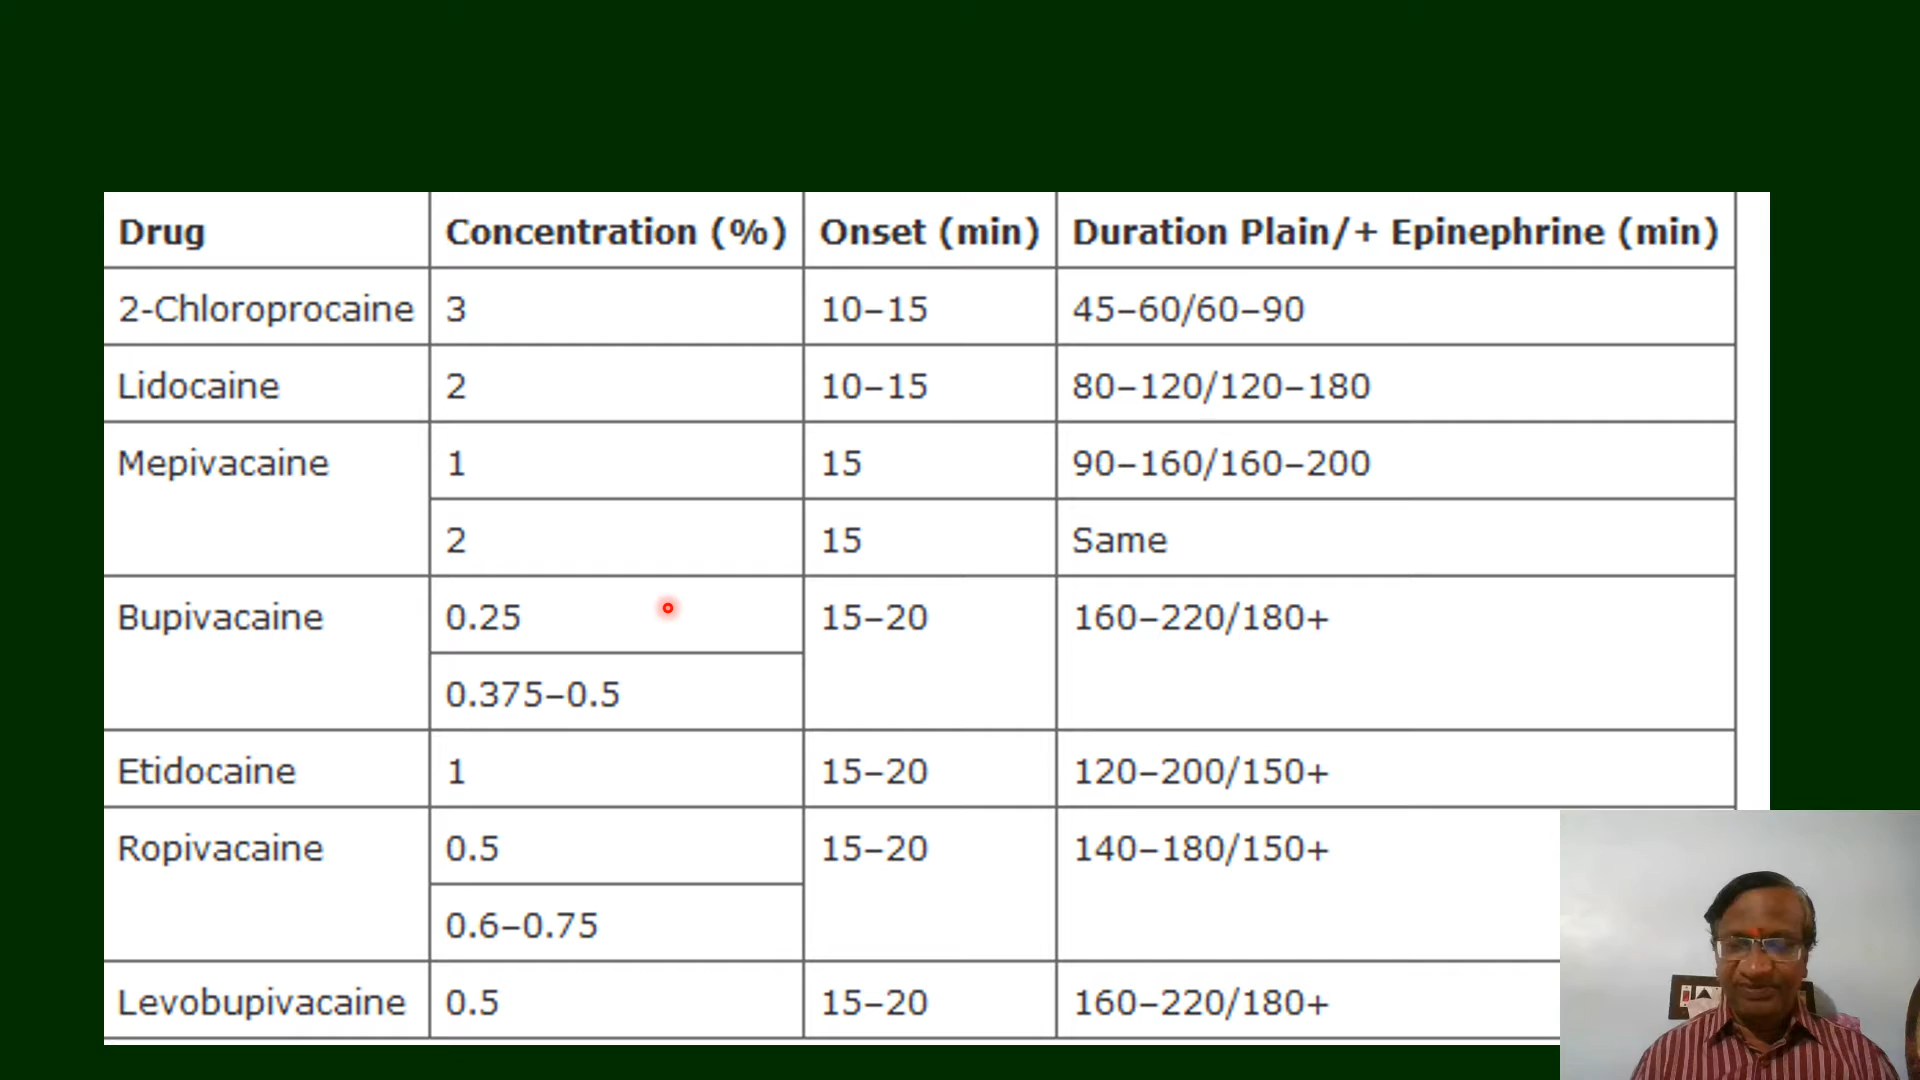 Drug Concentration (%) Onset (min) Duration Plain/+ Epinephrine (min)
2-Chloroprocaine 3 10–15 45–60/60–90
Lidocaine 2 10–15 80–120/120–180
Mepivacaine 1 15 90–160/160–200
2 15 Same
Bupivacaine 0.25 15–20 160–220/180+
0.375–0.5
Etidocaine 1 15–20 120–200/150+
Ropivacaine 0.5 15–20 140–180/150+
0.6–0.75
Levobupivacaine 0.5 15–20 160–220/180+